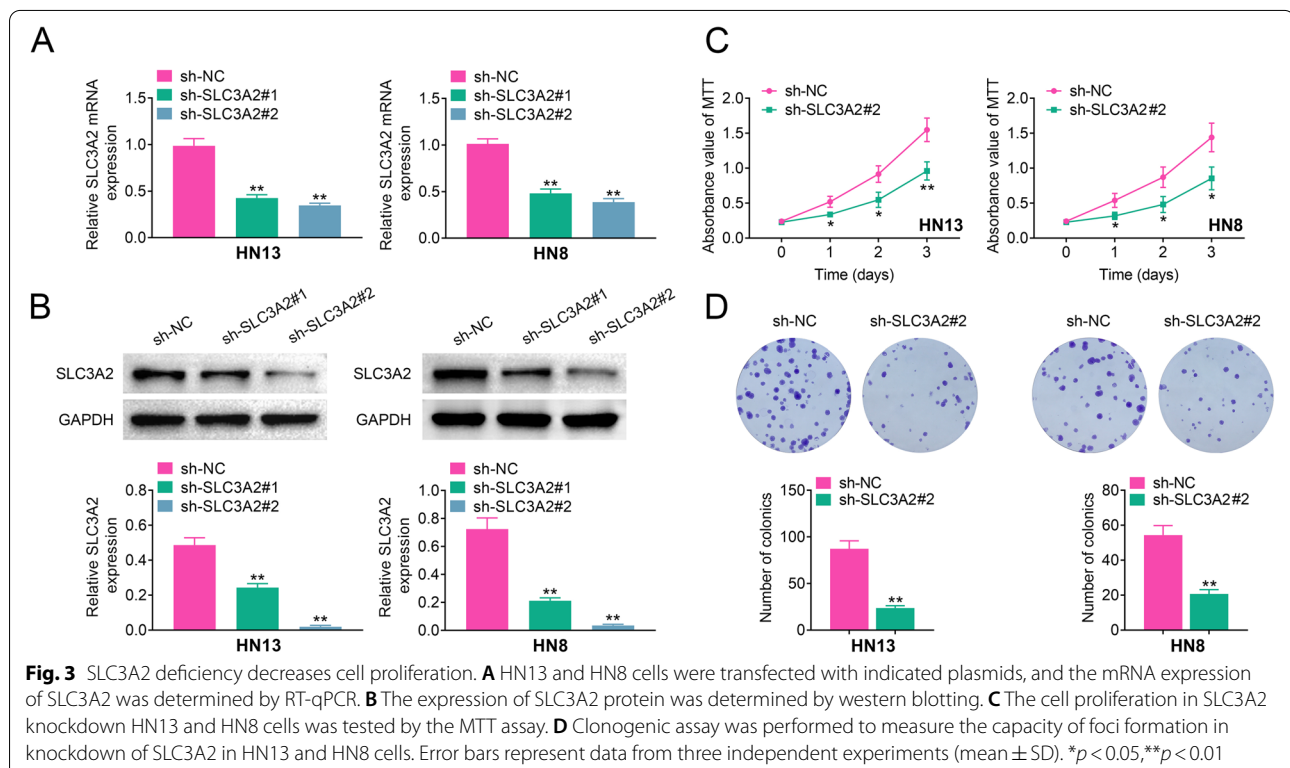 A
sh-NC
sh-SLC3A2#1
sh-SLC3A2#2
Relative SLC3A2 mRNA
expression
1.5
1.0
0.5
0.0
**
**
HN13
sh-NC
sh-SLC3A2#1
sh-SLC3A2#2
Relative SLC3A2 mRNA
expression
1.5
1.0
0.5
0.0
**
**
HN8
C
sh-NC
sh-SLC3A2#2
Absorbance value of MTT
2.0
1.5
1.0
0.5
0.0
*
*
**
HN13
0
1
2
3
Time (days)
sh-NC
sh-SLC3A2#2
Absorbance value of MTT
2.0
1.5
1.0
0.5
0.0
*
*
*
HN8
0
1
2
3
Time (days)
B
sh-NC
sh-SLC3A2#1
sh-SLC3A2#2
SLC3A2
GAPDH
sh-NC
sh-SLC3A2#1
sh-SLC3A2#2
SLC3A2
GAPDH
sh-NC
sh-SLC3A2#1
sh-SLC3A2#2
Relative SLC3A2
expression
0.6
0.4
0.2
0.0
**
**
HN13
sh-NC
sh-SLC3A2#1
sh-SLC3A2#2
Relative SLC3A2
expression
1.0
0.8
0.6
0.4
0.2
0.0
**
**
HN8
D
sh-NC
sh-SLC3A2#2
sh-NC
sh-SLC3A2#2
sh-NC
sh-SLC3A2#2
Number of colonics
150
100
50
0
**
HN13
sh-NC
sh-SLC3A2#2
Number of colonics
80
60
40
20
0
**
HN8
Fig. 3 SLC3A2 deficiency decreases cell proliferation. A HN13 and HN8 cells were transfected with indicated plasmids, and the mRNA expression
of SLC3A2 was determined by RT-qPCR. B The expression of SLC3A2 protein was determined by western blotting. C The cell proliferation in SLC3A2
knockdown HN13 and HN8 cells was tested by the MTT assay. D Clonogenic assay was performed to measure the capacity of foci formation in
knockdown of SLC3A2 in HN13 and HN8 cells. Error bars represent data from three independent experiments (mean ± SD). *p < 0.05,**p < 0.01